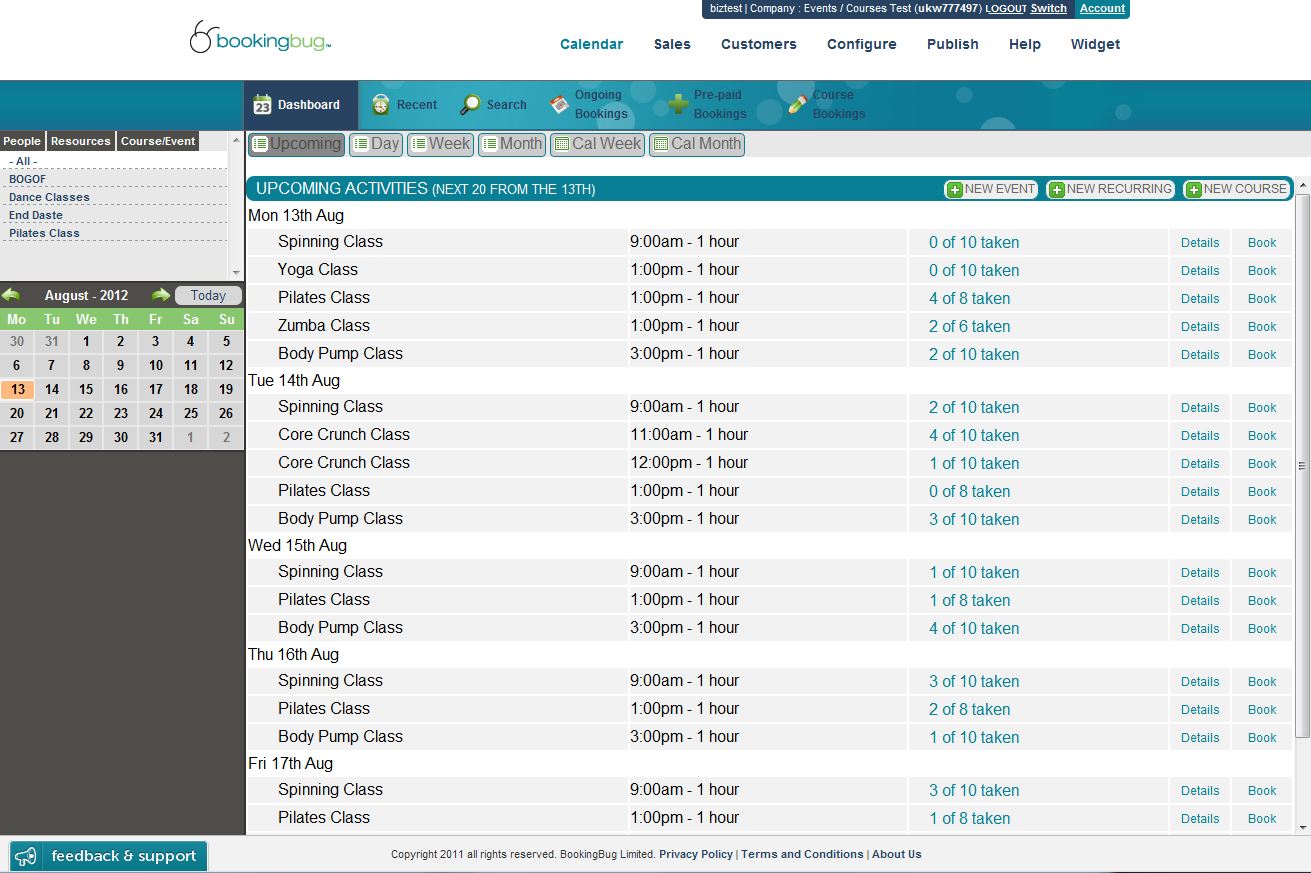 biztest | Company : Events / Courses Test (ukw777497) LOGOUT Switch Account
bookingbug™
Calendar Sales Customers Configure Publish Help Widget
23 Dashboard Recent Search Ongoing Bookings Pre-paid Bookings Course Bookings
People Resources Course/Event
- All -
BOGOF
Dance Classes
End Daste
Pilates Class
August - 2012 Today
Mo Tu We Th Fr Sa Su
30 31 1 2 3 4 5
6 7 8 9 10 11 12
13 14 15 16 17 18 19
20 21 22 23 24 25 26
27 28 29 30 31 1 2
Upcoming Day Week Month Cal Week Cal Month
UPCOMING ACTIVITIES (NEXT 20 FROM THE 13TH) NEW EVENT NEW RECURRING NEW COURSE
Mon 13th Aug
Spinning Class 9:00am - 1 hour 0 of 10 taken Details Book
Yoga Class 1:00pm - 1 hour 0 of 10 taken Details Book
Pilates Class 1:00pm - 1 hour 4 of 8 taken Details Book
Zumba Class 1:00pm - 1 hour 2 of 6 taken Details Book
Body Pump Class 3:00pm - 1 hour 2 of 10 taken Details Book
Tue 14th Aug
Spinning Class 9:00am - 1 hour 2 of 10 taken Details Book
Core Crunch Class 11:00am - 1 hour 4 of 10 taken Details Book
Core Crunch Class 12:00pm - 1 hour 1 of 10 taken Details Book
Pilates Class 1:00pm - 1 hour 0 of 8 taken Details Book
Body Pump Class 3:00pm - 1 hour 3 of 10 taken Details Book
Wed 15th Aug
Spinning Class 9:00am - 1 hour 1 of 10 taken Details Book
Pilates Class 1:00pm - 1 hour 1 of 8 taken Details Book
Body Pump Class 3:00pm - 1 hour 4 of 10 taken Details Book
Thu 16th Aug
Spinning Class 9:00am - 1 hour 3 of 10 taken Details Book
Pilates Class 1:00pm - 1 hour 2 of 8 taken Details Book
Body Pump Class 3:00pm - 1 hour 1 of 10 taken Details Book
Fri 17th Aug
Spinning Class 9:00am - 1 hour 3 of 10 taken Details Book
Pilates Class 1:00pm - 1 hour 1 of 8 taken Details Book
feedback & support
Copyright 2011 all rights reserved. BookingBug Limited. Privacy Policy | Terms and Conditions | About Us